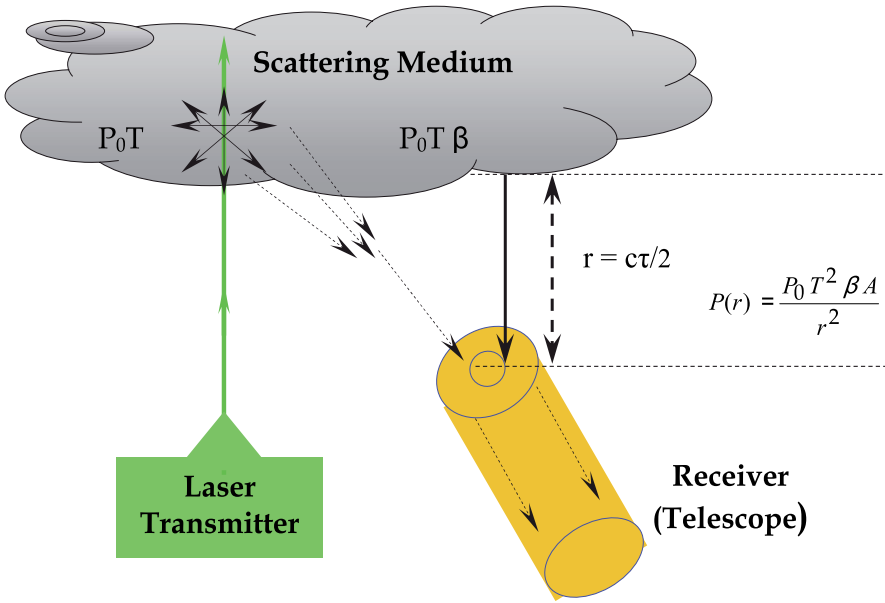 Scattering Medium
P₀T
P₀T β
r = cτ/2
P(r) = P₀ T² β A / r²
Laser
Transmitter
Receiver
(Telescope)